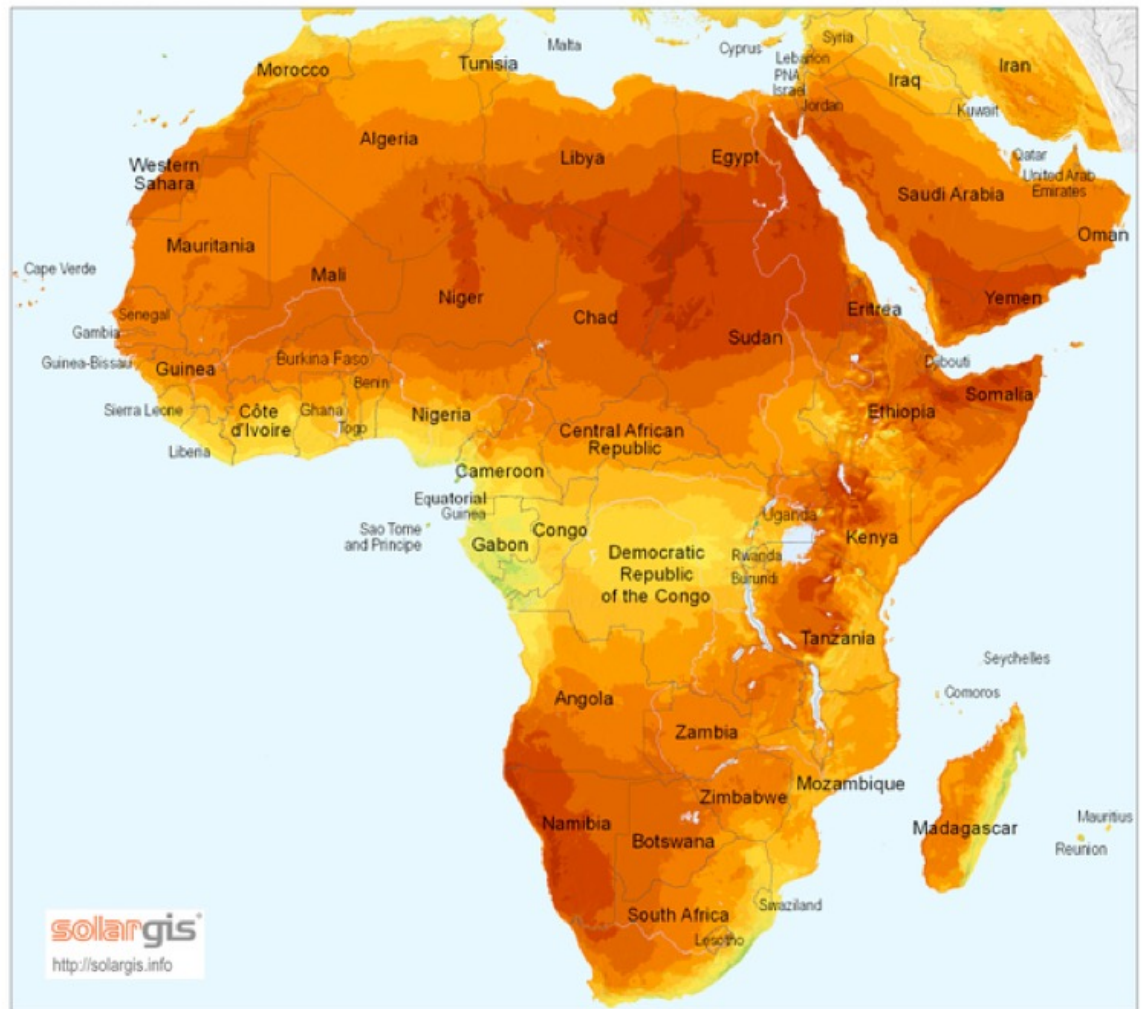 Malta
Cyprus
Syria
Lebanon
PNA
Israel
Jordan
Iraq
Iran
Kuwait
Morocco
Tunisia
Algeria
Libya
Egypt
Qatar
United Arab
Emirates
Western
Sahara
Saudi Arabia
Mauritania
Oman
Cape Verde
Mali
Niger
Chad
Sudan
Eritrea
Yemen
Senegal
Gambia
Guinea-Bissau
Guinea
Burkina Faso
Benin
Djibouti
Somalia
Sierra Leone
Côte
d'Ivoire
Ghana
Togo
Nigeria
Ethiopia
Central African
Republic
Liberia
Cameroon
Equatorial
Guinea
Sao Tome
and Principe
Gabon
Congo
Democratic
Republic
of the Congo
Uganda
Kenya
Rwanda
Burundi
Tanzania
Seychelles
Comoros
Angola
Zambia
Mozambique
Zimbabwe
Namibia
Botswana
Madagascar
Mauritius
Reunion
South Africa
Swaziland
Lesotho
solargis
http://solargis.info